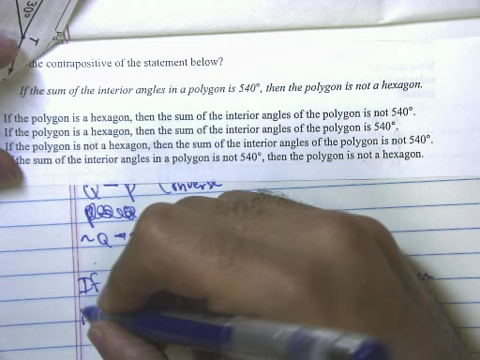 30°
T
the contrapositive of the statement below?
If the sum of the interior angles in a polygon is 540°, then the polygon is not a hexagon.
If the polygon is a hexagon, then the sum of the interior angles of the polygon is not 540°.
If the polygon is a hexagon, then the sum of the interior angles of the polygon is 540°.
If the polygon is not a hexagon, then the sum of the interior angles of the polygon is not 540°.
the sum of the interior angles in a polygon is not 540°, then the polygon is not a hexagon.
Q → P Converse
~Q →
If